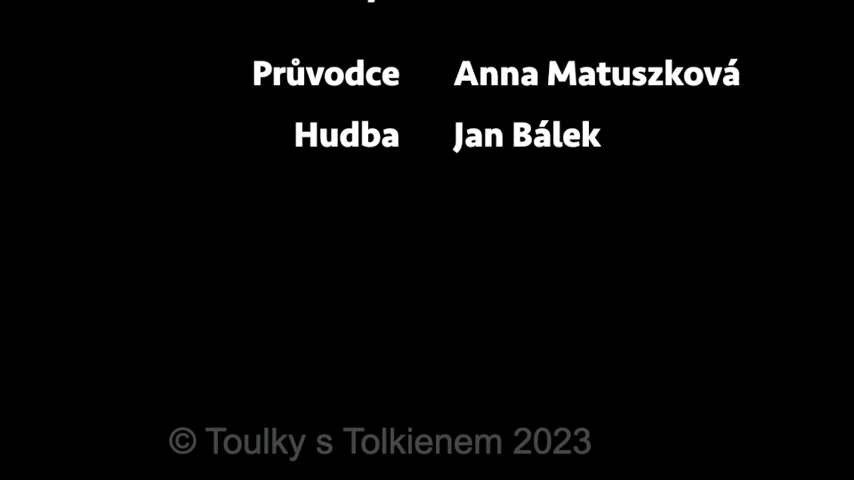 Průvodce Anna Matuszková
Hudba Jan Bálek
© Toulky s Tolkienem 2023